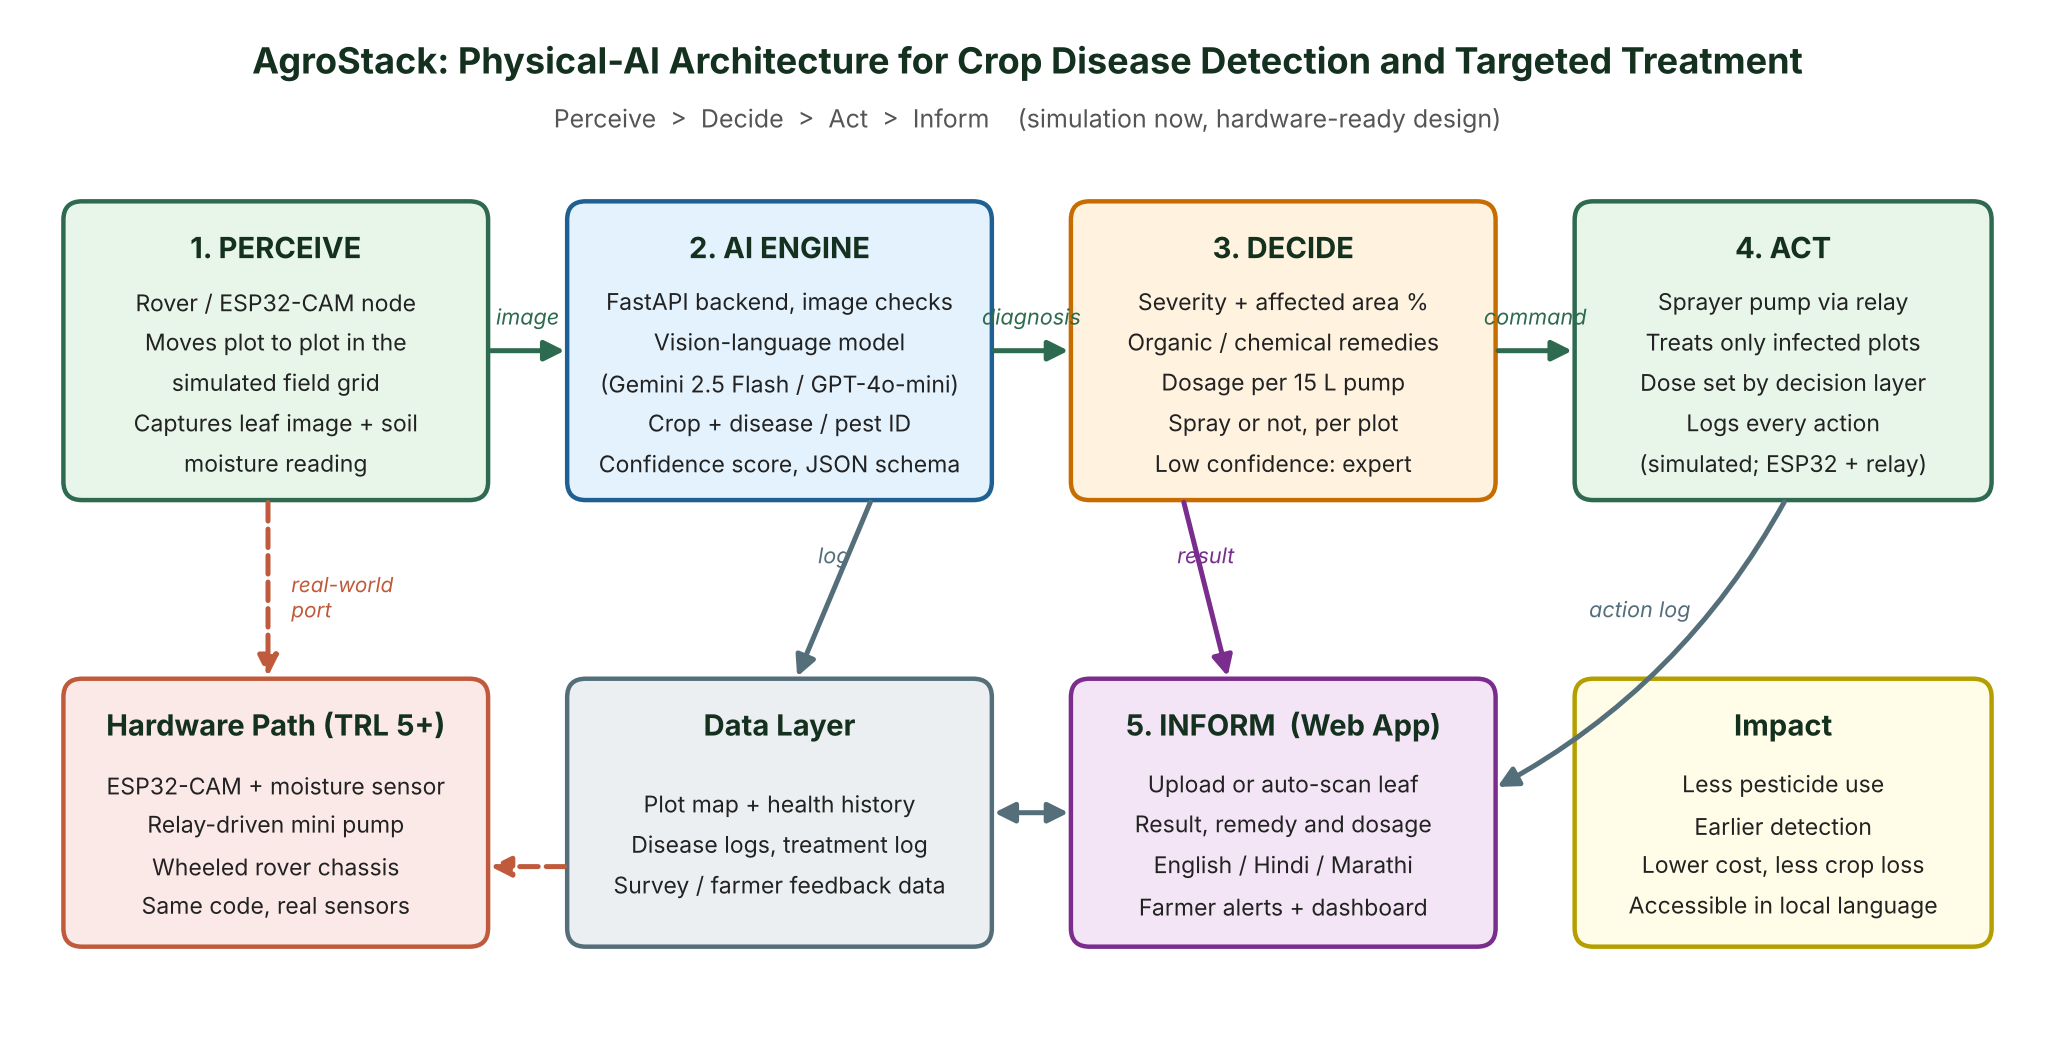 AgroStack: Physical-AI Architecture for Crop Disease Detection and Targeted Treatment
Perceive > Decide > Act > Inform (simulation now, hardware-ready design)
1. PERCEIVE
Rover / ESP32-CAM node
Moves plot to plot in the
simulated field grid
Captures leaf image + soil
moisture reading
image
2. AI ENGINE
FastAPI backend, image checks
Vision-language model
(Gemini 2.5 Flash / GPT-4o-mini)
Crop + disease / pest ID
Confidence score, JSON schema
diagnosis
3. DECIDE
Severity + affected area %
Organic / chemical remedies
Dosage per 15 L pump
Spray or not, per plot
Low confidence: expert
command
4. ACT
Sprayer pump via relay
Treats only infected plots
Dose set by decision layer
Logs every action
(simulated; ESP32 + relay)
real-world
port
log
result
action log
Hardware Path (TRL 5+)
ESP32-CAM + moisture sensor
Relay-driven mini pump
Wheeled rover chassis
Same code, real sensors
Data Layer
Plot map + health history
Disease logs, treatment log
Survey / farmer feedback data
5. INFORM (Web App)
Upload or auto-scan leaf
Result, remedy and dosage
English / Hindi / Marathi
Farmer alerts + dashboard
Impact
Less pesticide use
Earlier detection
Lower cost, less crop loss
Accessible in local language